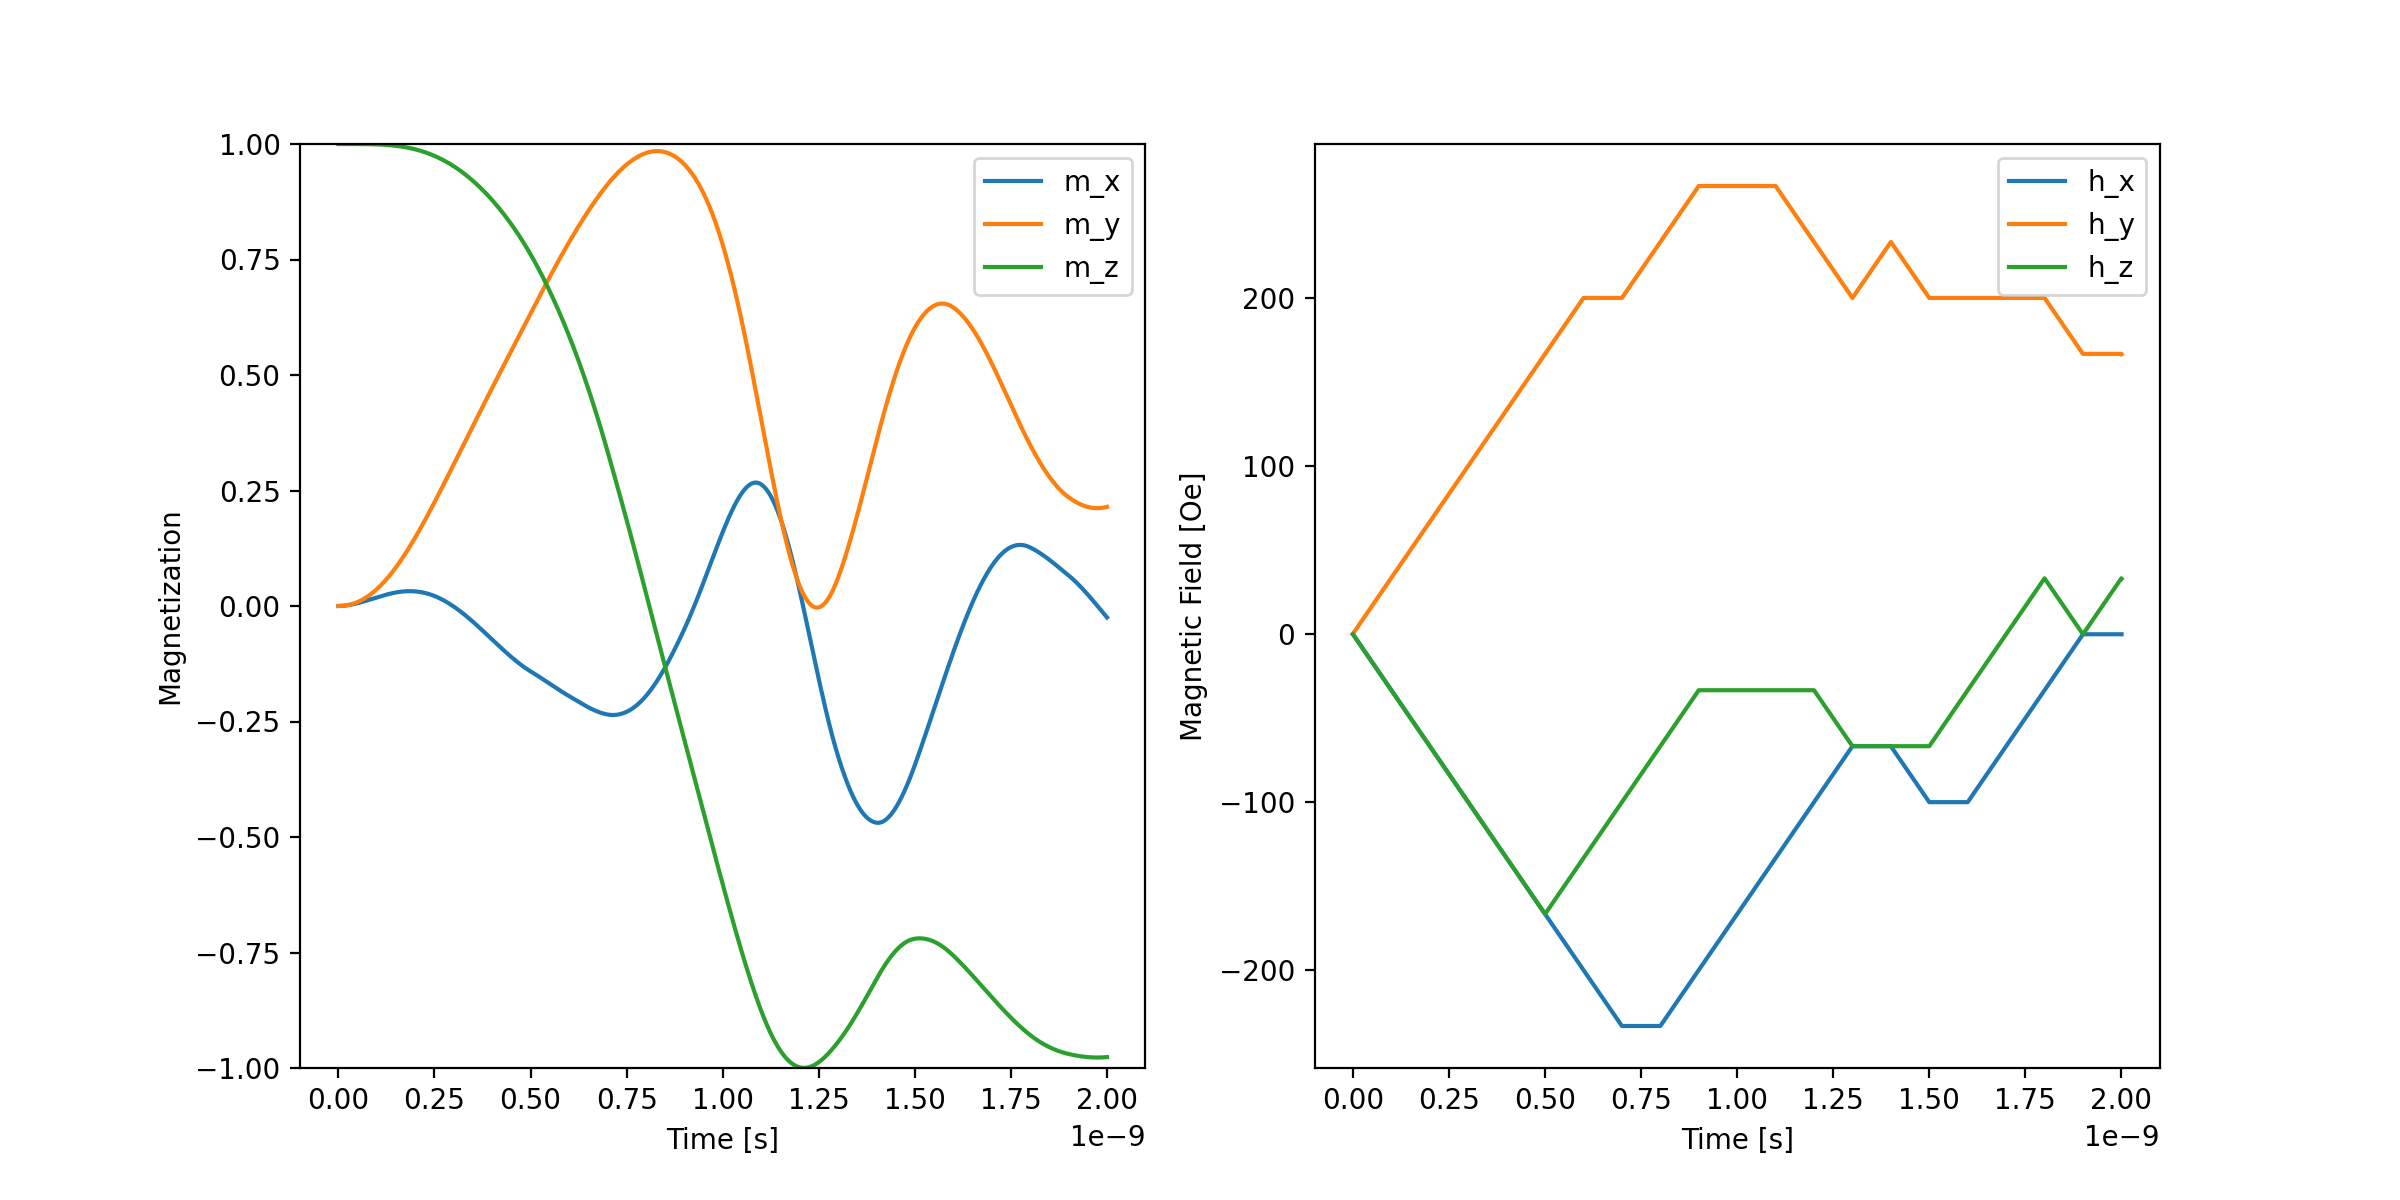 Magnetization
1.00
0.75
0.50
0.25
0.00
−0.25
−0.50
−0.75
−1.00
m_x
m_y
m_z
0.00 0.25 0.50 0.75 1.00 1.25 1.50 1.75 2.00
Time [s]
1e−9
Magnetic Field [Oe]
200
100
0
−100
−200
h_x
h_y
h_z
0.00 0.25 0.50 0.75 1.00 1.25 1.50 1.75 2.00
Time [s]
1e−9